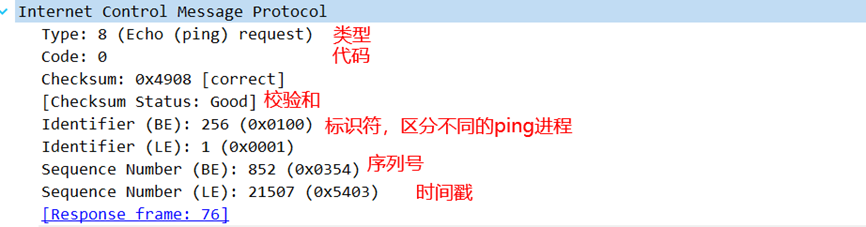 Internet Control Message Protocol
Type: 8 (Echo (ping) request) 类型
Code: 0 代码
Checksum: 0x4908 [correct]
[Checksum Status: Good] 校验和
Identifier (BE): 256 (0x0100) 标识符，区分不同的ping进程
Identifier (LE): 1 (0x0001)
Sequence Number (BE): 852 (0x0354) 序列号
Sequence Number (LE): 21507 (0x5403) 时间戳
[Response frame: 76]